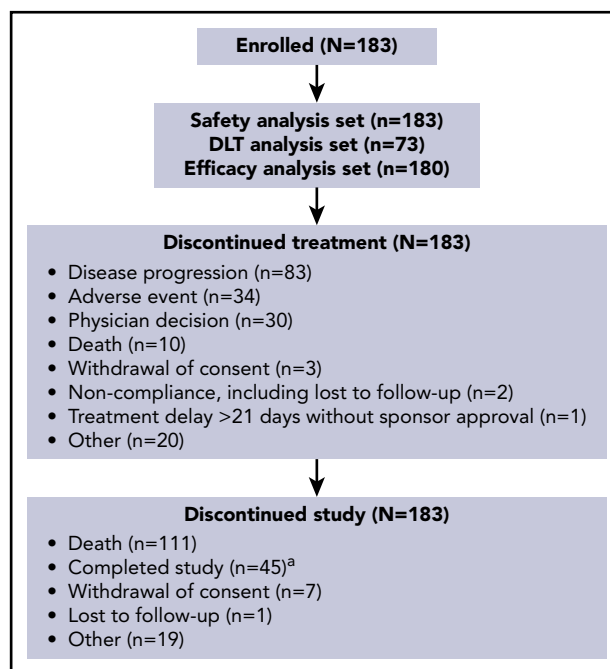 Enrolled (N=183)
Safety analysis set (n=183)
DLT analysis set (n=73)
Efficacy analysis set (n=180)
Discontinued treatment (N=183)
• Disease progression (n=83)
• Adverse event (n=34)
• Physician decision (n=30)
• Death (n=10)
• Withdrawal of consent (n=3)
• Non-compliance, including lost to follow-up (n=2)
• Treatment delay >21 days without sponsor approval (n=1)
• Other (n=20)
Discontinued study (N=183)
• Death (n=111)
• Completed study (n=45)ᵃ
• Withdrawal of consent (n=7)
• Lost to follow-up (n=1)
• Other (n=19)